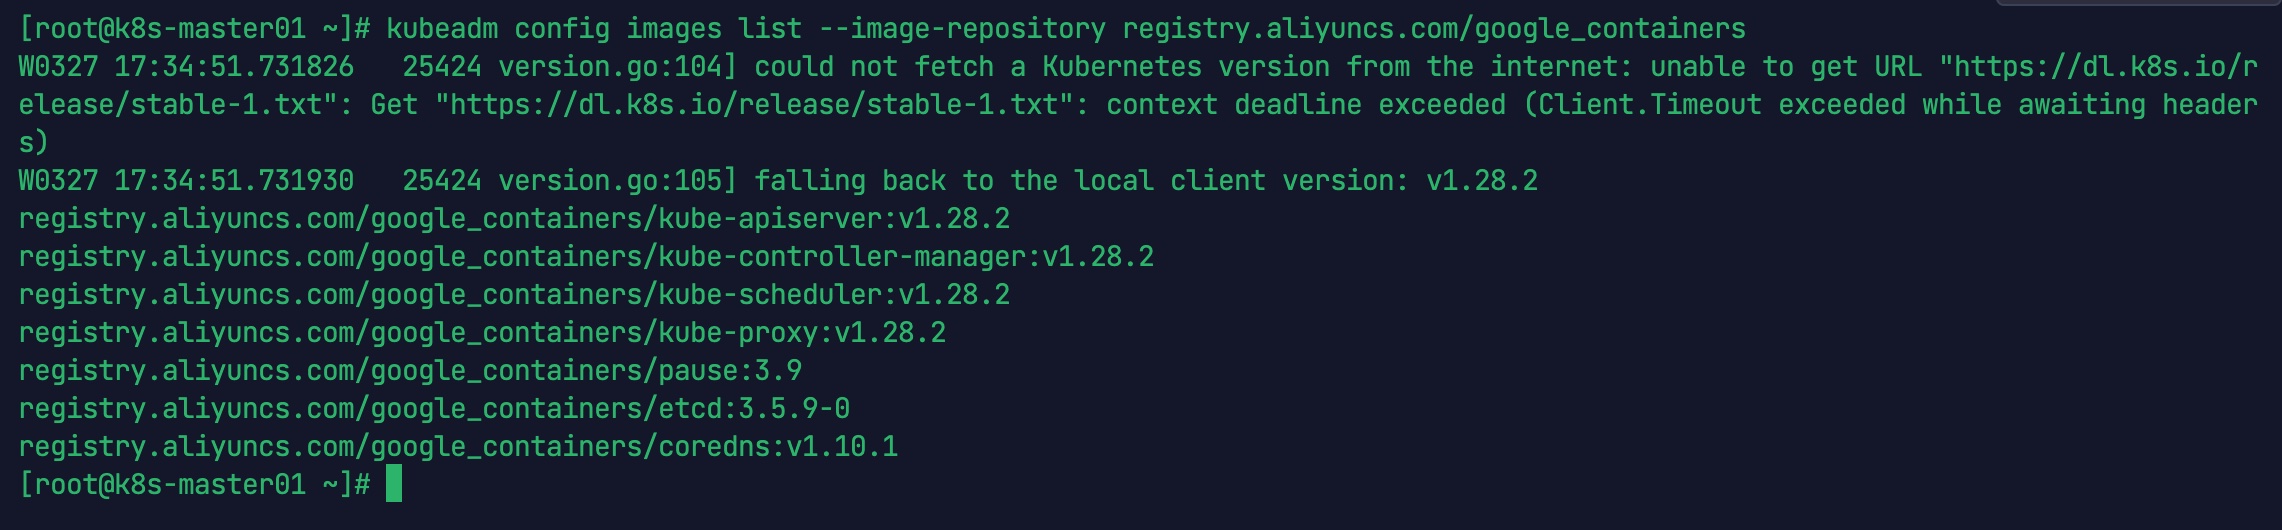 [root@k8s-master01 ~]# kubeadm config images list --image-repository registry.aliyuncs.com/google_containers
W0327 17:34:51.731826   25424 version.go:104] could not fetch a Kubernetes version from the internet: unable to get URL "https://dl.k8s.io/r
elease/stable-1.txt": Get "https://dl.k8s.io/release/stable-1.txt": context deadline exceeded (Client.Timeout exceeded while awaiting header
s)
W0327 17:34:51.731930   25424 version.go:105] falling back to the local client version: v1.28.2
registry.aliyuncs.com/google_containers/kube-apiserver:v1.28.2
registry.aliyuncs.com/google_containers/kube-controller-manager:v1.28.2
registry.aliyuncs.com/google_containers/kube-scheduler:v1.28.2
registry.aliyuncs.com/google_containers/kube-proxy:v1.28.2
registry.aliyuncs.com/google_containers/pause:3.9
registry.aliyuncs.com/google_containers/etcd:3.5.9-0
registry.aliyuncs.com/google_containers/coredns:v1.10.1
[root@k8s-master01 ~]#